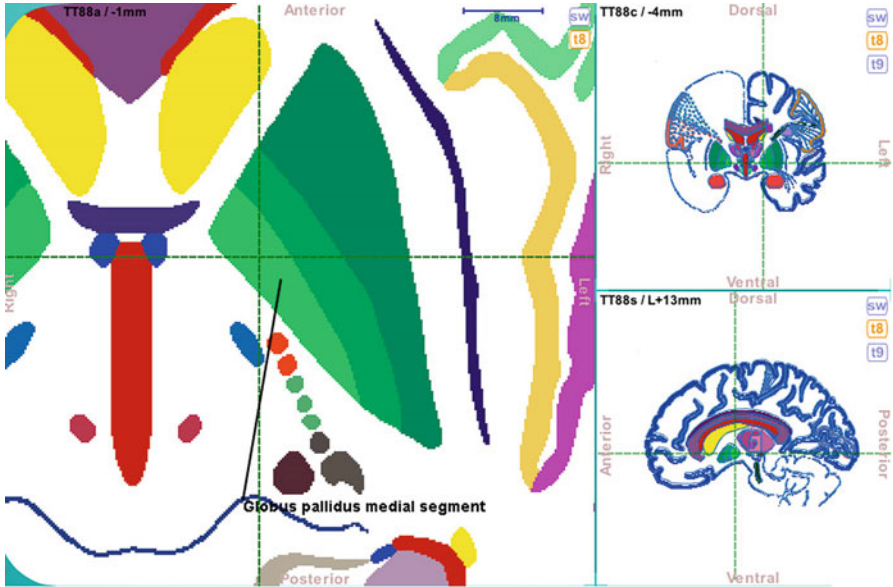 TT88a / -1mm
Anterior
8mm
sw
t8
Right
Left
Globus pallidus medial segment
Posterior
TT88c / -4mm
Dorsal
sw
t8
t9
Right
Left
Ventral
TT88s / L+13mm
Dorsal
sw
t8
t9
Anterior
Posterior
Ventral